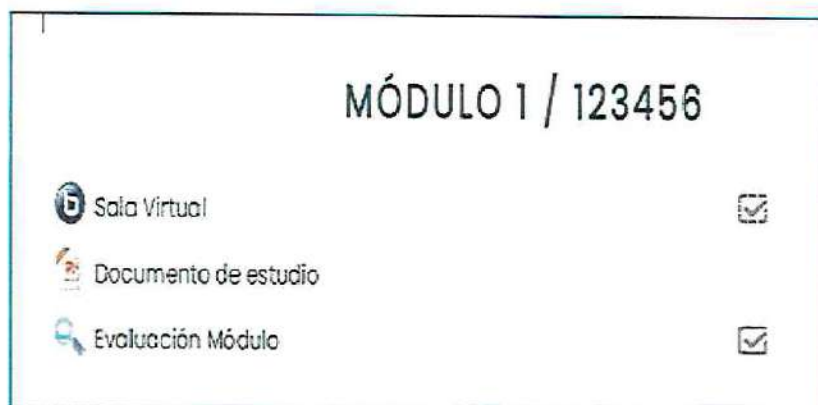 MÓDULO 1 / 123456
Sala Virtual
Documento de estudio
Evaluación Módulo